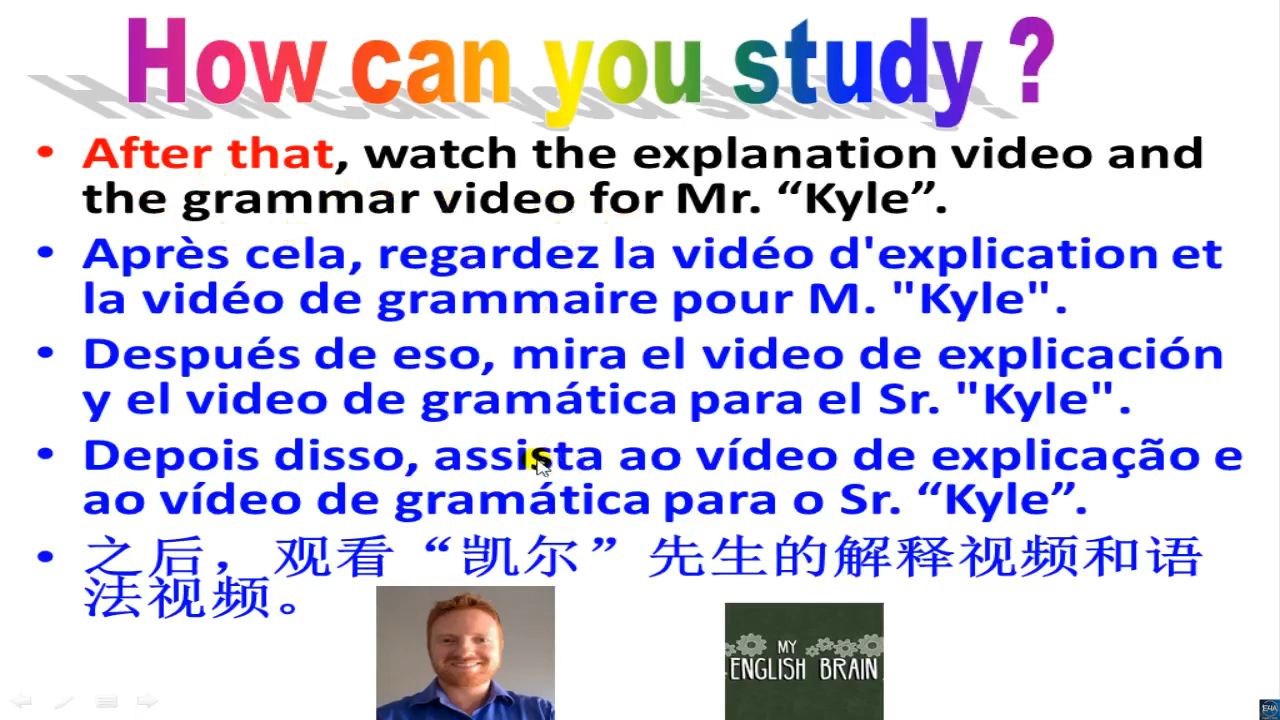 How can you study ?
• After that, watch the explanation video and
the grammar video for Mr. “Kyle”.
• Après cela, regardez la vidéo d'explication et
la vidéo de grammaire pour M. "Kyle".
• Después de eso, mira el video de explicación
y el video de gramática para el Sr. "Kyle".
• Depois disso, assista ao vídeo de explicação e
ao vídeo de gramática para o Sr. “Kyle”.
• 之后，观看“凯尔”先生的解释视频和语
法视频。
MY
ENGLISH BRAIN